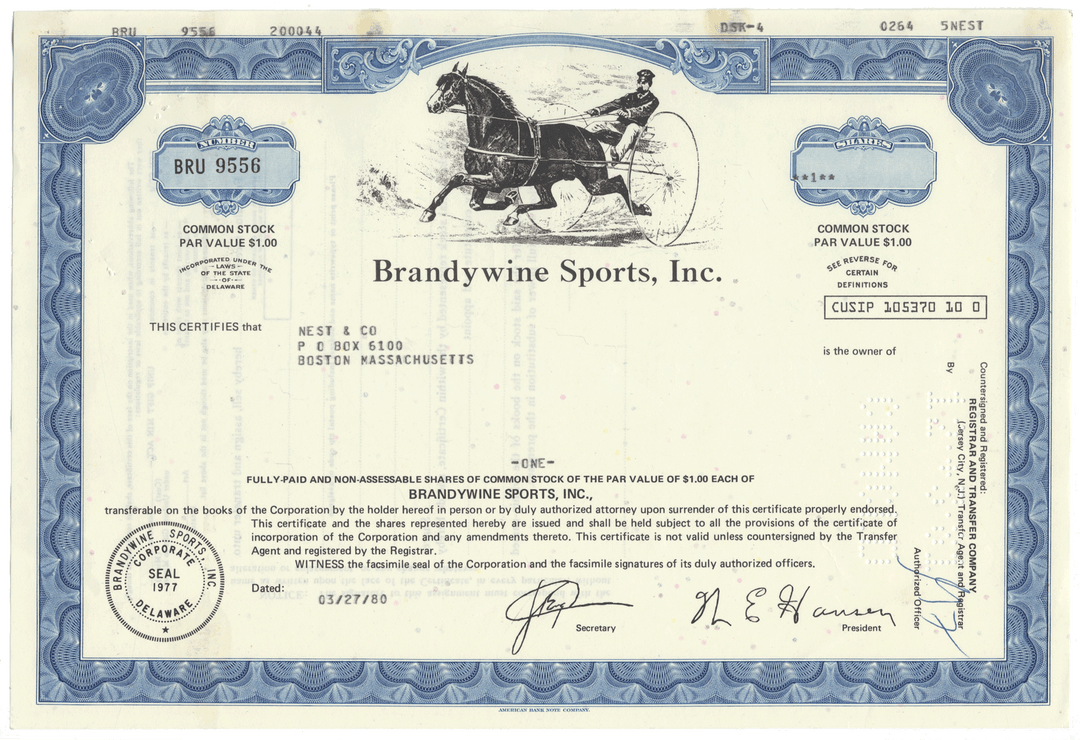 BRU 9556 200044 DSK-4 0264 5NEST
NUMBER
BRU 9556
COMMON STOCK
PAR VALUE $1.00
INCORPORATED UNDER THE
LAWS
OF THE STATE
OF
DELAWARE
SHARES
**1**
COMMON STOCK
PAR VALUE $1.00
SEE REVERSE FOR
CERTAIN
DEFINITIONS
Brandywine Sports, Inc.
CUSIP 105370 10 0
THIS CERTIFIES that
NEST & CO
P O BOX 6100
BOSTON MASSACHUSETTS
is the owner of
-ONE-
FULLY-PAID AND NON-ASSESSABLE SHARES OF COMMON STOCK OF THE PAR VALUE OF $1.00 EACH OF
BRANDYWINE SPORTS, INC.,
transferable on the books of the Corporation by the holder hereof in person or by duly authorized attorney upon surrender of this certificate properly endorsed.
This certificate and the shares represented hereby are issued and shall be held subject to all the provisions of the certificate of
incorporation of the Corporation and any amendments thereto. This certificate is not valid unless countersigned by the Transfer
Agent and registered by the Registrar.
WITNESS the facsimile seal of the Corporation and the facsimile signatures of its duly authorized officers.
Dated:
03/27/80
Secretary
N E Hansen
President
BRANDYWINE SPORTS, INC
CORPORATE
SEAL
1977
DELAWARE
Countersigned and Registered:
REGISTRAR AND TRANSFER COMPANY
(Jersey City, N.J.) Transfer Agent and Registrar
By
Authorized Officer
AMERICAN BANK NOTE COMPANY.